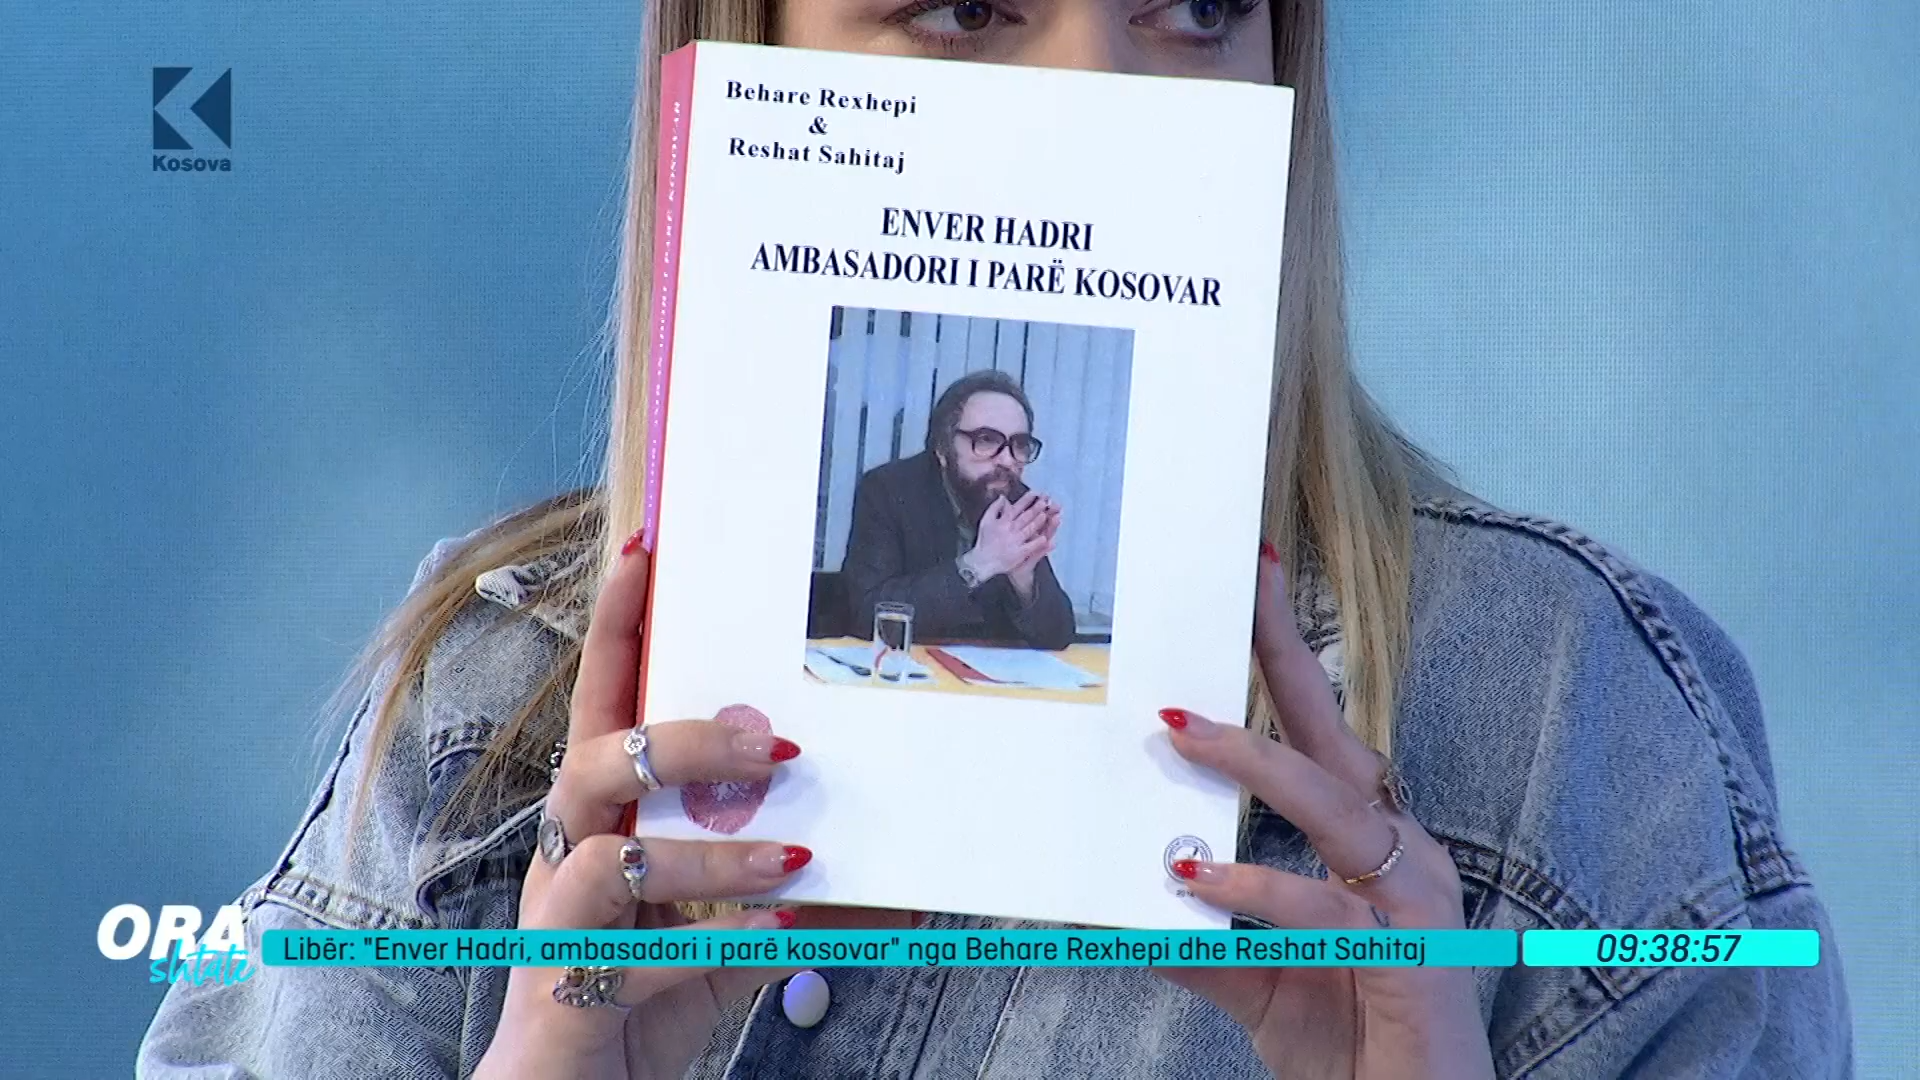 Kosova
Behare Rexhepi
&
Reshat Sahitaj
ENVER HADRI
AMBASADORI I PARË KOSOVAR
ORA
shtatë
Libër: "Enver Hadri, ambasadori i parë kosovar" nga Behare Rexhepi dhe Reshat Sahitaj
09:38:57